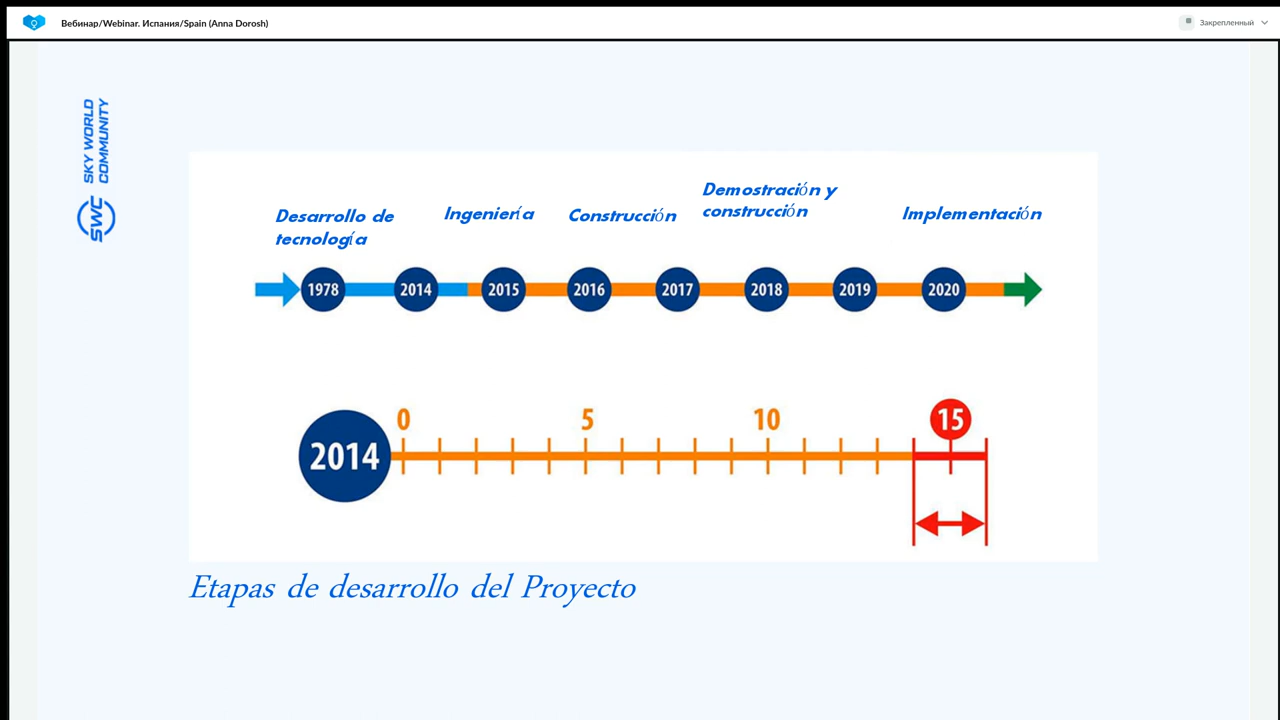 Вебинар/Webinar. Испания/Spain (Anna Dorosh)
Закрепленный
SKY WORLD
COMMUNITY
SWC
Desarrollo de
tecnología
Ingeniería
Construcción
Demostración y
construcción
Implementación
1978 2014 2015 2016 2017 2018 2019 2020
0 5 10 15
2014
Etapas de desarrollo del Proyecto